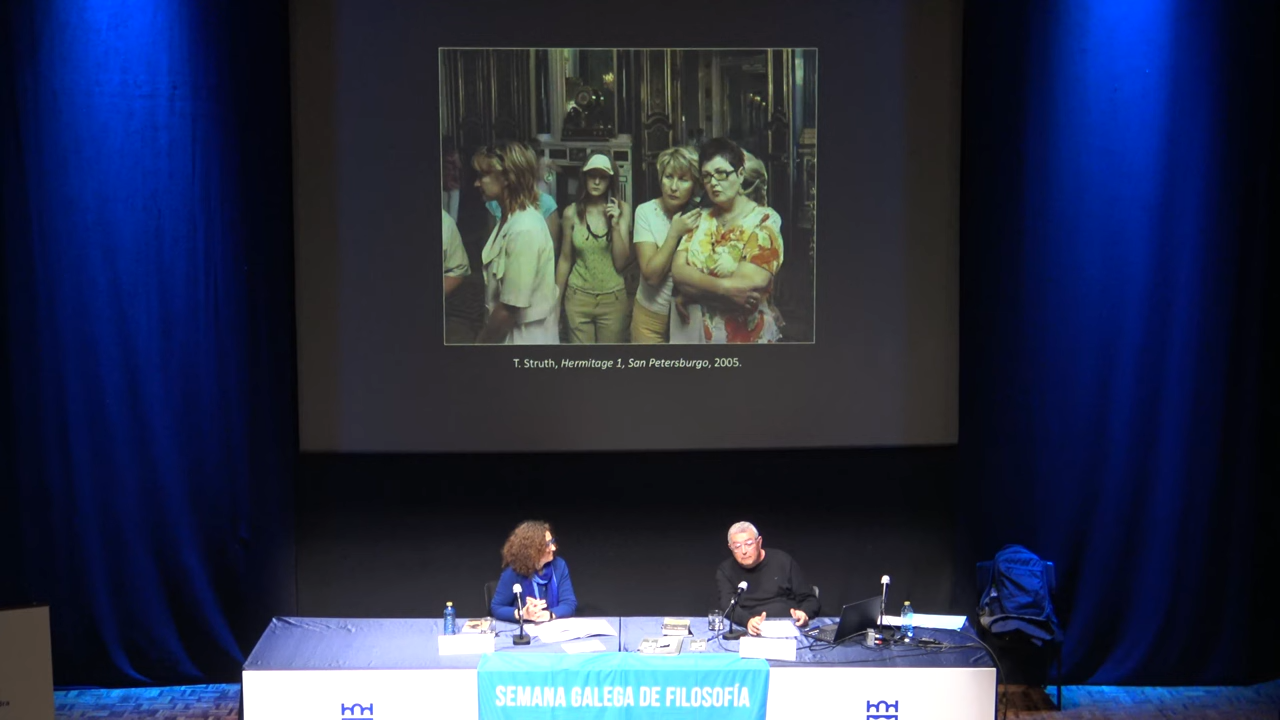 T. Struth, Hermitage 1, San Petersburgo, 2005.
SEMANA GALEGA DE FILOSOFÍA